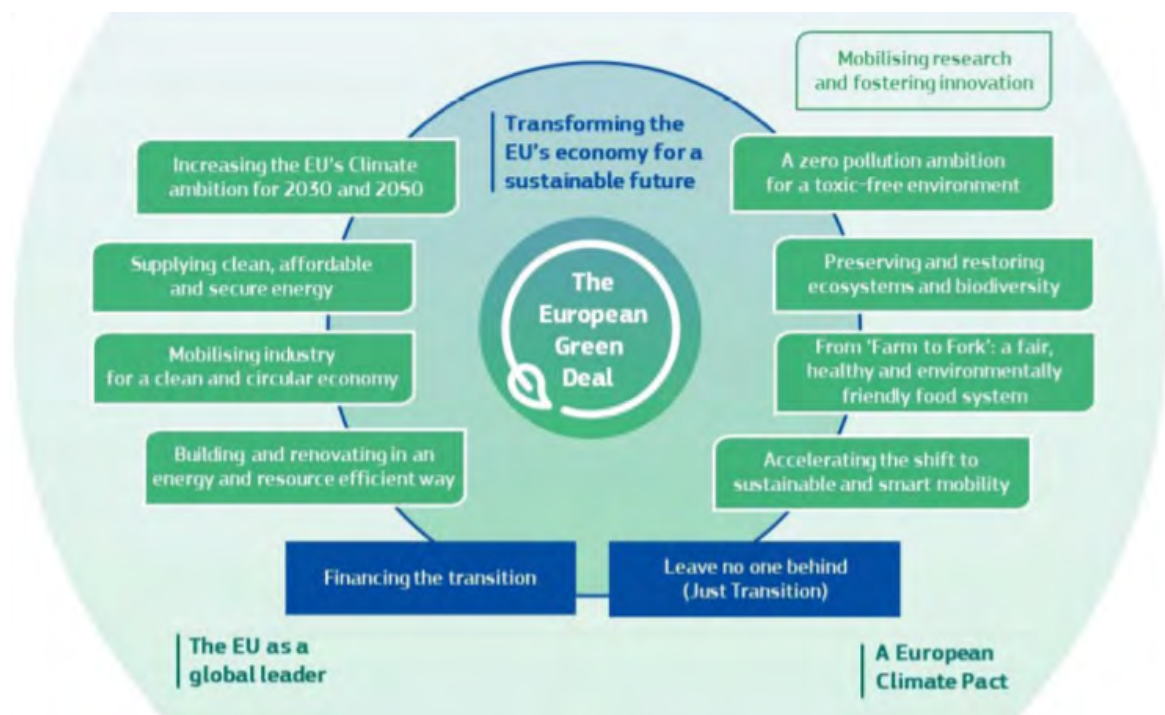 Mobilising research
and fostering innovation
Transforming the
EU's economy for a
sustainable future
Increasing the EU's Climate
ambition for 2030 and 2050
A zero pollution ambition
for a toxic-free environment
Supplying clean, affordable
and secure energy
Preserving and restoring
ecosystems and biodiversity
The
European
Green
Deal
Mobilising industry
for a clean and circular economy
From 'Farm to Fork': a fair,
healthy and environmentally
friendly food system
Building and renovating in an
energy and resource efficient way
Accelerating the shift to
sustainable and smart mobility
Financing the transition
Leave no one behind
(Just Transition)
The EU as a
global leader
A European
Climate Pact